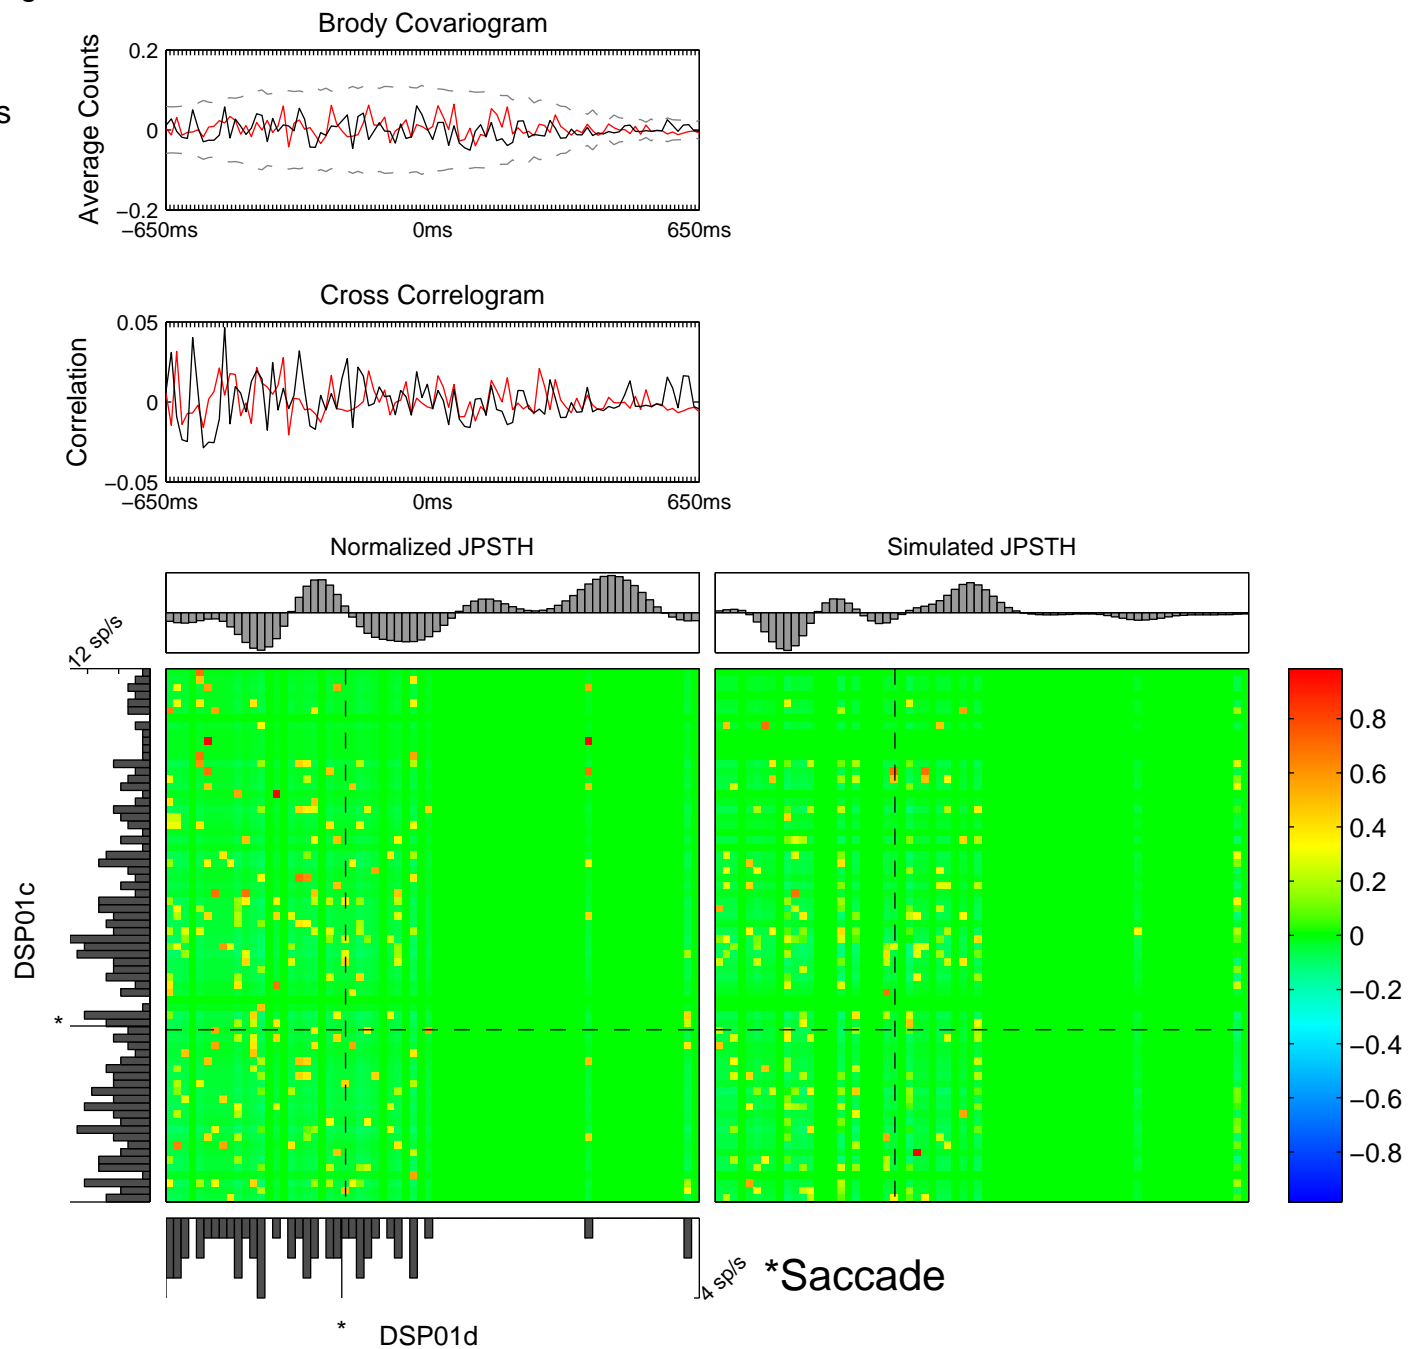 g
Brody Covariogram
s
Average Counts
0.2
0
−0.2
−650ms
0ms
650ms
Cross Correlogram
Correlation
0.05
0
−0.05
−650ms
0ms
650ms
Normalized JPSTH
Simulated JPSTH
12 sp/s
DSP01c
*
0.8
0.6
0.4
0.2
0
−0.2
−0.4
−0.6
−0.8
4 sp/s
*Saccade
*
DSP01d